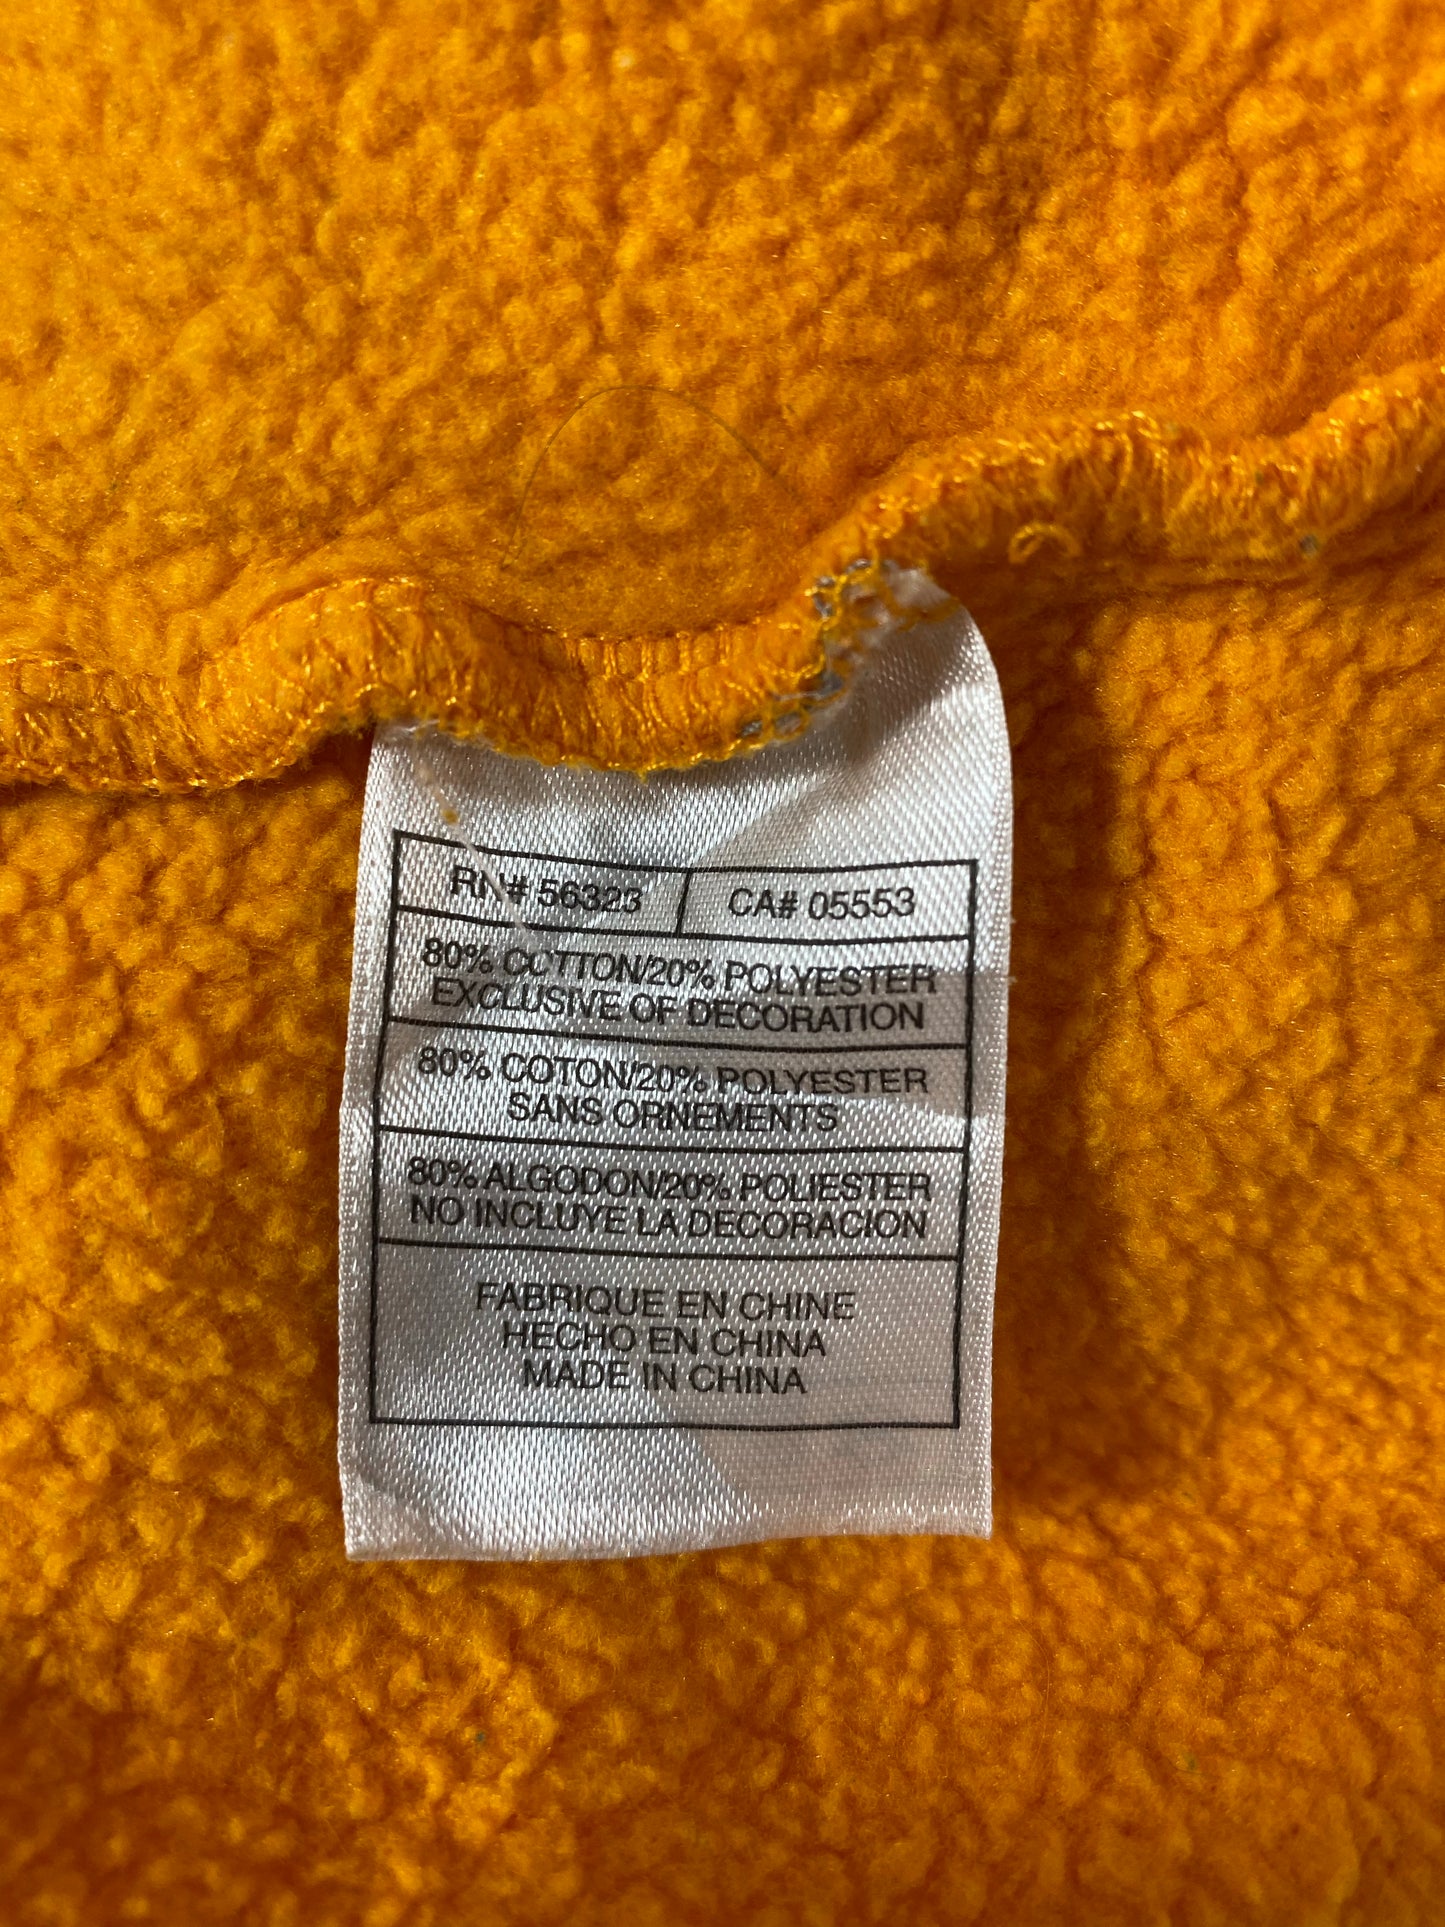 RN# 56323 CA# 05553
80% COTTON/20% POLYESTER
EXCLUSIVE OF DECORATION
80% COTON/20% POLYESTER
SANS ORNEMENTS
80% ALGODON/20% POLIESTER
NO INCLUYE LA DECORACION
FABRIQUE EN CHINE
HECHO EN CHINA
MADE IN CHINA